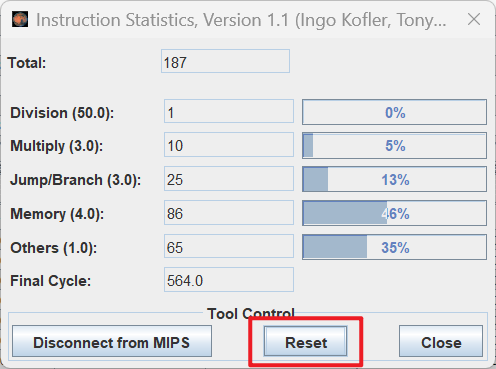 Instruction Statistics, Version 1.1 (Ingo Kofler, Tony...
Total: 187
Division (50.0): 1 0%
Multiply (3.0): 10 5%
Jump/Branch (3.0): 25 13%
Memory (4.0): 86 46%
Others (1.0): 65 35%
Final Cycle: 564.0
Tool Control
Disconnect from MIPS Reset Close